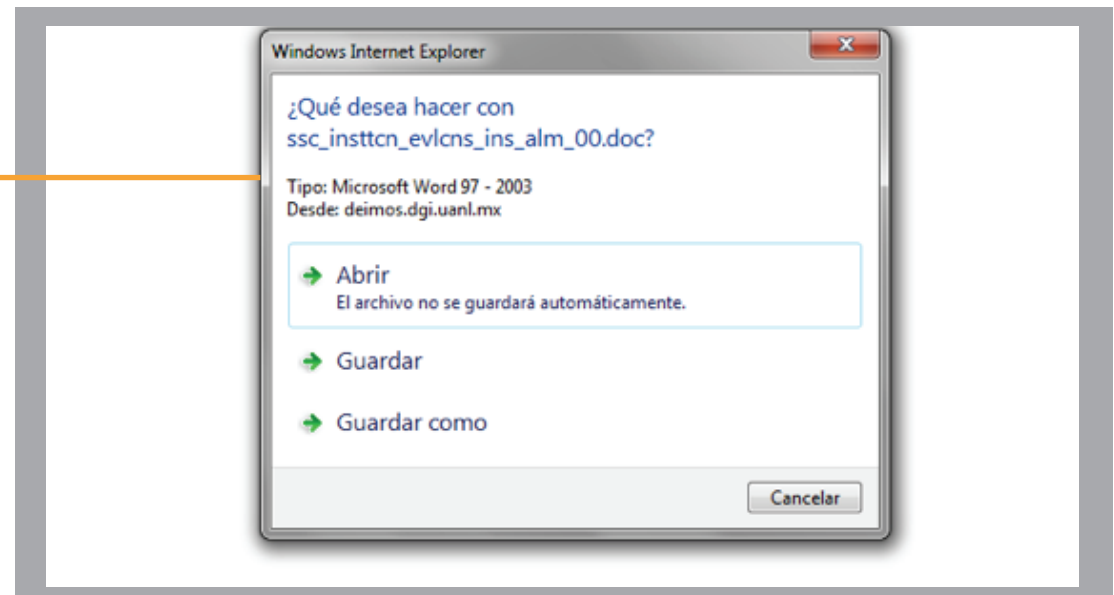 Windows Internet Explorer
¿Qué desea hacer con
ssc_insttcn_evlcns_ins_alm_00.doc?
Tipo: Microsoft Word 97 - 2003
Desde: deimos.dgi.uanl.mx
Abrir
El archivo no se guardará automáticamente.
Guardar
Guardar como
Cancelar